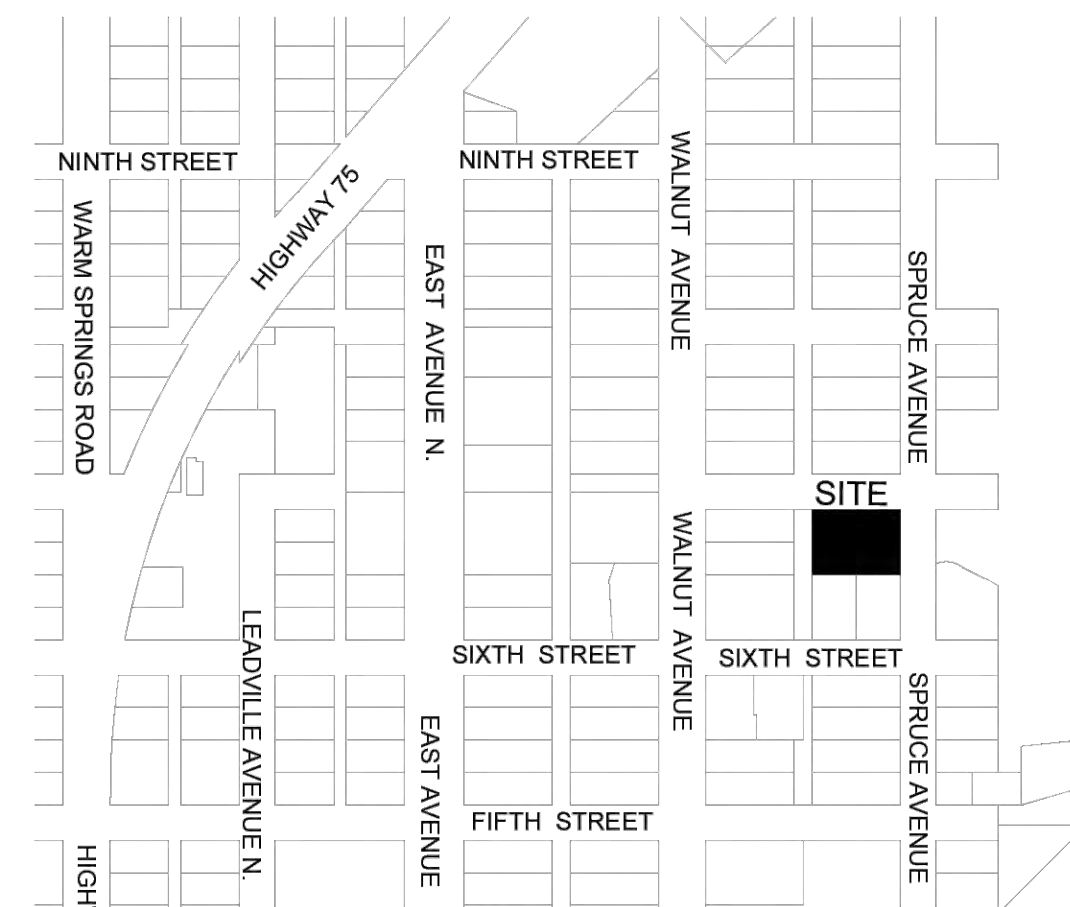 NINTH STREET
NINTH STREET
WALNUT AVENUE
HIGHWAY 75
WARM SPRINGS ROAD
EAST AVENUE N.
SPRUCE AVENUE
SITE
WALNUT AVENUE
LEADVILLE AVENUE N.
SIXTH STREET
SIXTH STREET
SPRUCE AVENUE
EAST AVENUE
FIFTH STREET
HIGH